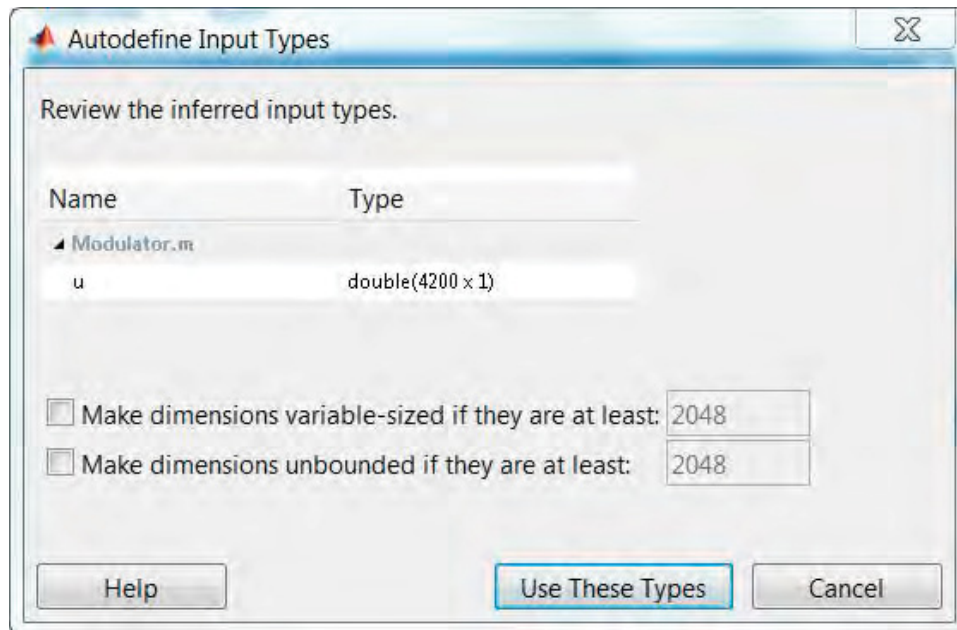 Autodefine Input Types
Review the inferred input types.
Name Type
Modulator.m
u double(4200 x 1)
Make dimensions variable-sized if they are at least: 2048
Make dimensions unbounded if they are at least: 2048
Help Use These Types Cancel